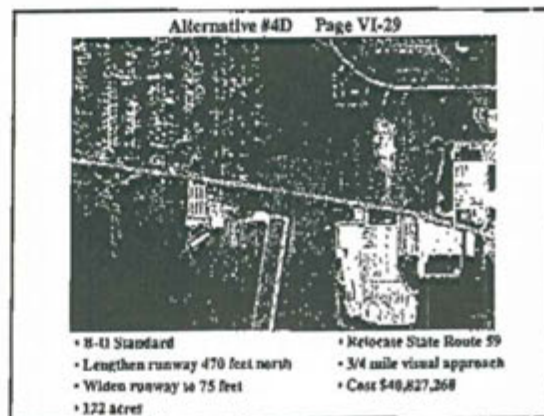 Alternative #4D Page VI-29
• B-II Standard
• Lengthen runway 470 feet north
• Widen runway to 75 feet
• 122 acres
• Relocate State Route 59
• 3/4 mile visual approach
• Cost $40,827,268